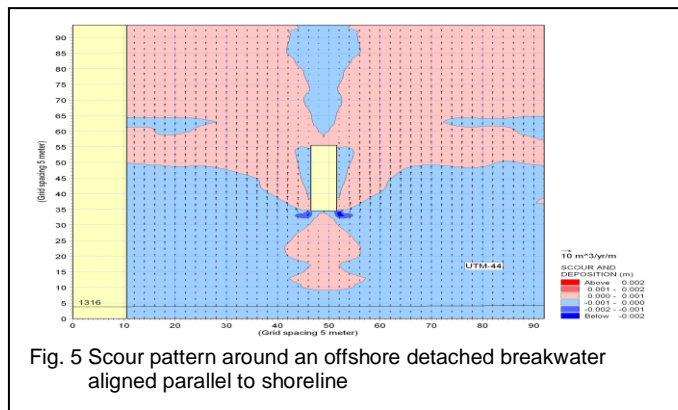 90
85
80
75
70
65
60
55
50
45
40
35
30
25
20
15
10
5
0
(Grid spacing 5 meter)
1316
UTM-44
0 10 20 30 40 50 60 70 80 90
(Grid spacing 5 meter)
10 m^3/yr/m
SCOUR AND
DEPOSITION (m)
Above 0.002
0.001 - 0.002
0.000 - 0.001
-0.001 - 0.000
-0.002 - -0.001
Below -0.002
Fig. 5 Scour pattern around an offshore detached breakwater
aligned parallel to shoreline